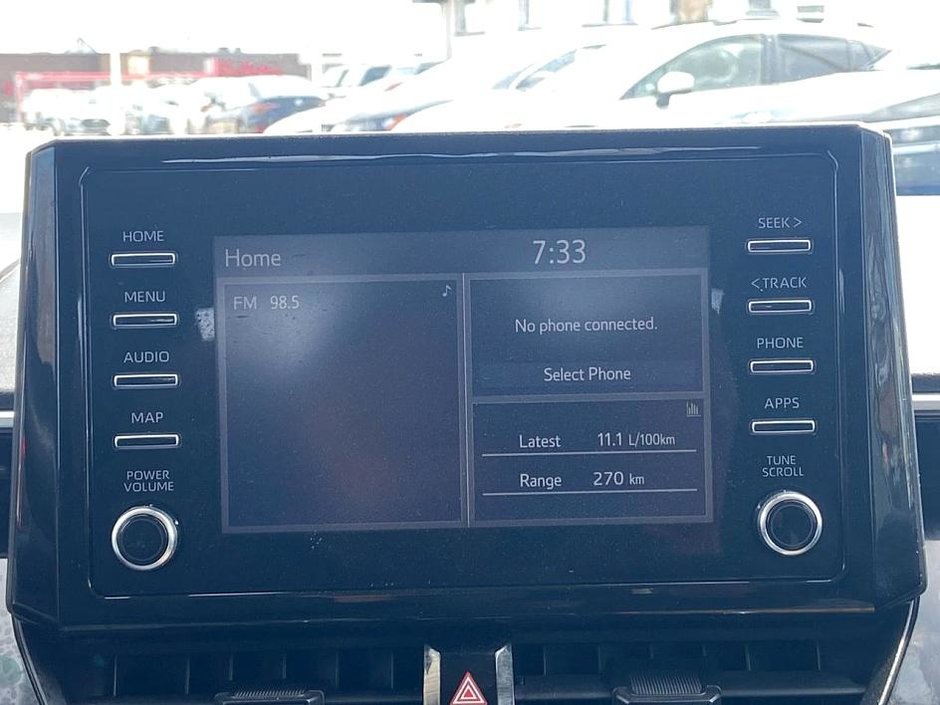 HOME
MENU
AUDIO
MAP
POWER
VOLUME
Home 7:33
FM 98.5
No phone connected.
Select Phone
Latest 11.1 L/100km
Range 270 km
SEEK >
< TRACK
PHONE
APPS
TUNE
SCROLL